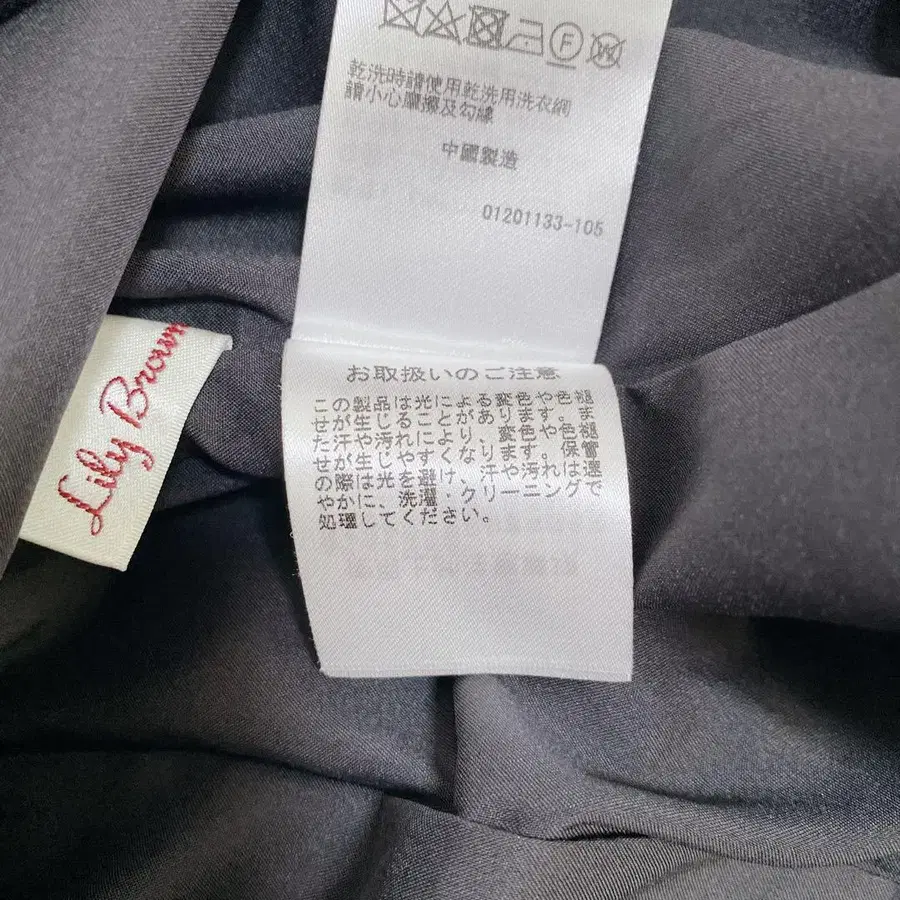 F
W
乾洗時請使用乾洗用洗衣網
請小心摩擦及勾線
中國製造
01201133-105
Lily Brown
お取扱いのご注意
この製品は光による変色や色褪
せが生じることがあります。ま
た汗や汚れにより、変色や色褪
せが生じやすくなります。保管
の際は光を避け、汗や汚れは速
やかに、洗濯・クリーニングで
処理してください。